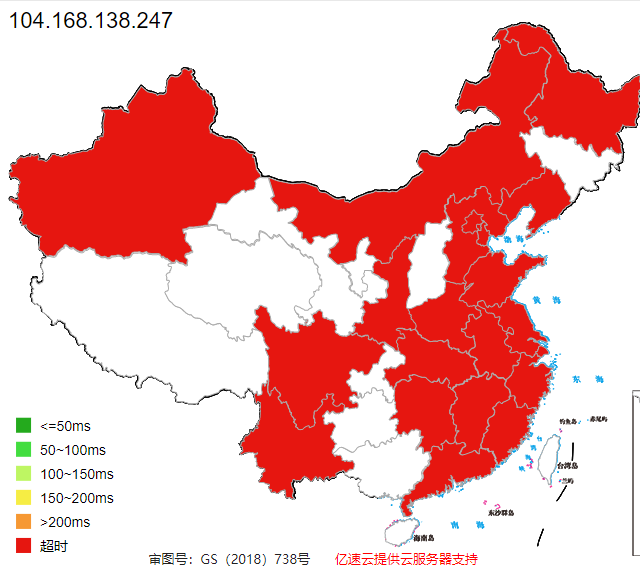 104.168.138.247
渤 海
黄 海
东 海
钓鱼岛
赤尾屿
台湾岛
兰屿
东沙群岛
南 海
海南岛
<=50ms
50~100ms
100~150ms
150~200ms
>200ms
超时
审图号：GS（2018）738号 亿速云提供云服务器支持